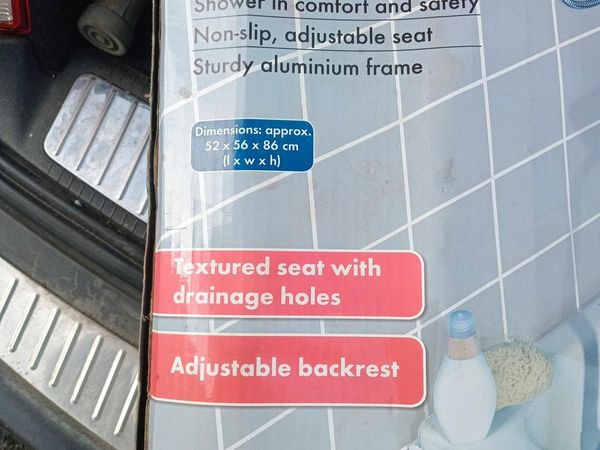 Shower in comfort and safety
Non-slip, adjustable seat
Sturdy aluminium frame
Dimensions: approx.
52 x 56 x 86 cm
(l x w x h)
Textured seat with
drainage holes
Adjustable backrest